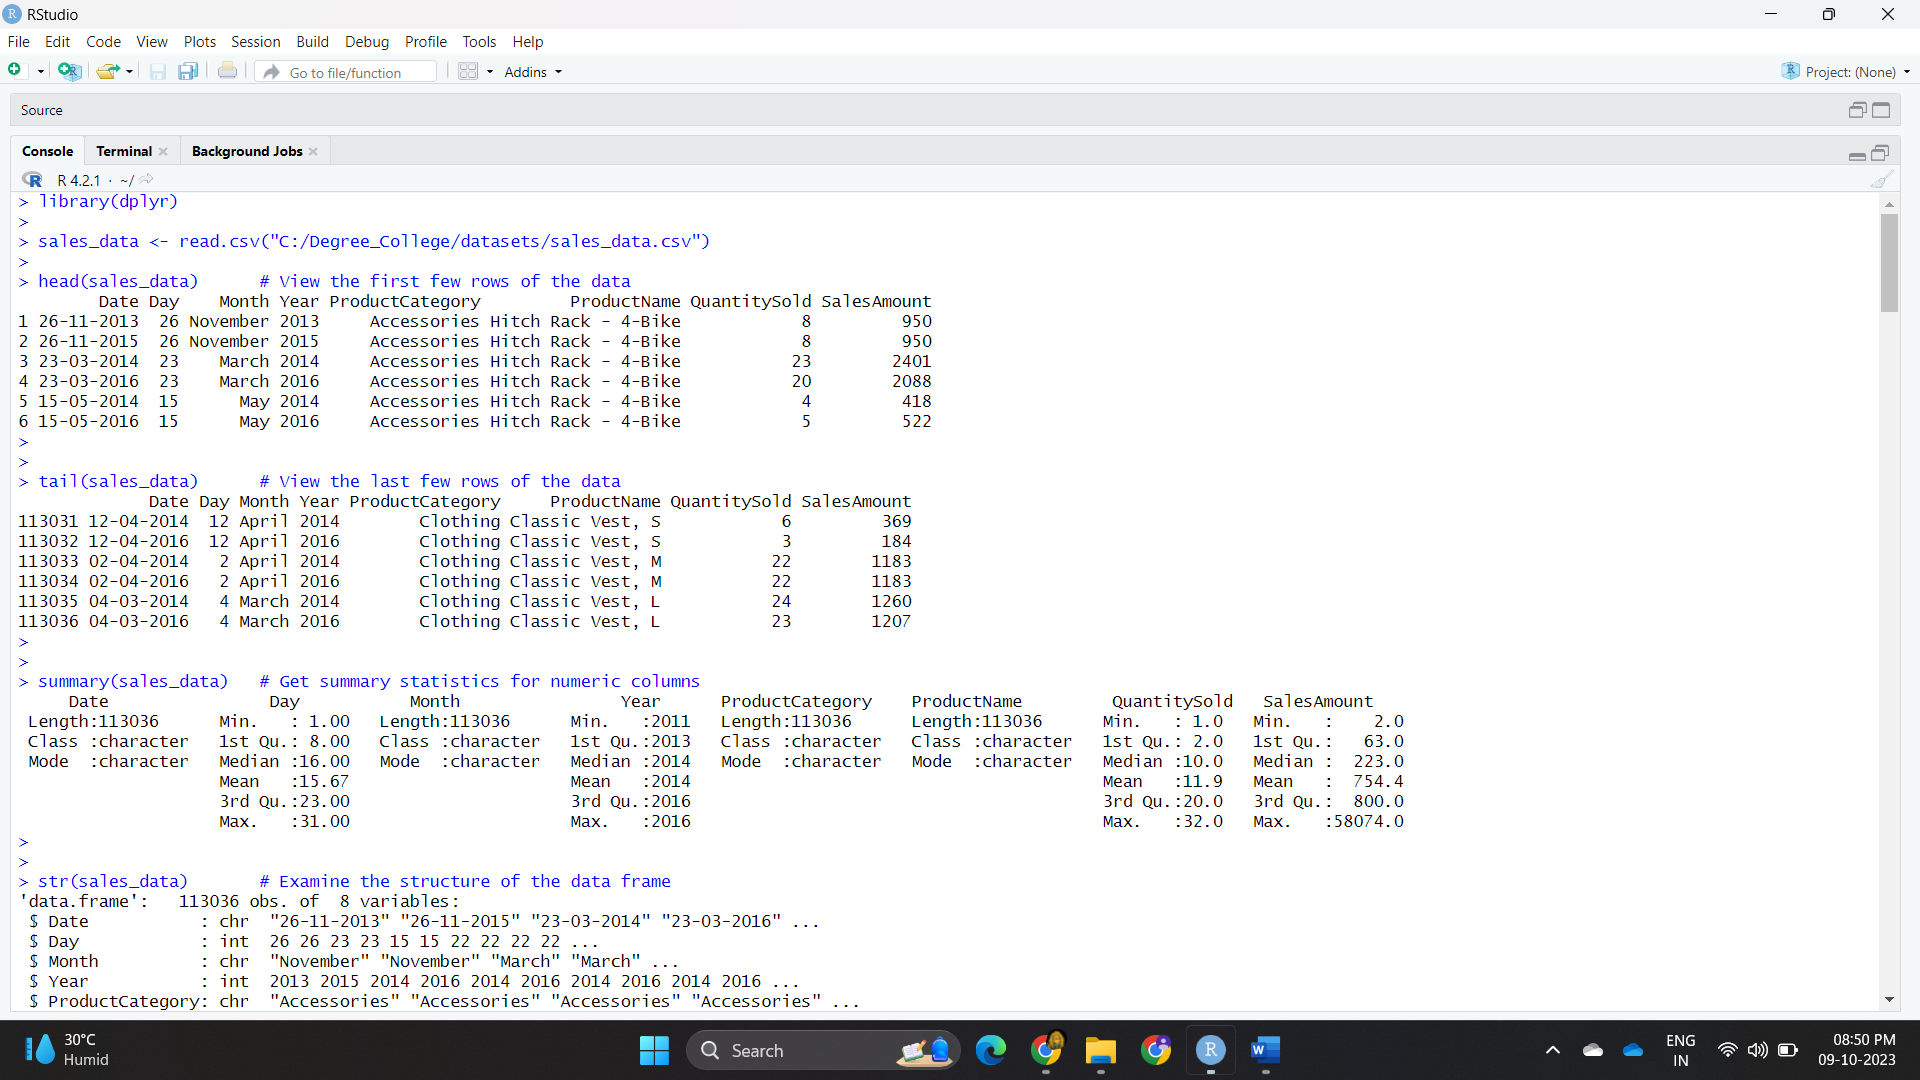 RStudio
File Edit Code View Plots Session Build Debug Profile Tools Help
Go to file/function Addins Project: (None)
Source
Console Terminal Background Jobs
R 4.2.1 · ~/
> library(dplyr)
>
> sales_data <- read.csv("C:/Degree_College/datasets/sales_data.csv")
>
> head(sales_data)      # View the first few rows of the data
        Date Day    Month Year ProductCategory         ProductName QuantitySold SalesAmount
1 26-11-2013  26 November 2013     Accessories Hitch Rack - 4-Bike            8         950
2 26-11-2015  26 November 2015     Accessories Hitch Rack - 4-Bike            8         950
3 23-03-2014  23    March 2014     Accessories Hitch Rack - 4-Bike           23        2401
4 23-03-2016  23    March 2016     Accessories Hitch Rack - 4-Bike           20        2088
5 15-05-2014  15      May 2014     Accessories Hitch Rack - 4-Bike            4         418
6 15-05-2016  15      May 2016     Accessories Hitch Rack - 4-Bike            5         522
>
>
> tail(sales_data)      # View the last few rows of the data
             Date Day Month Year ProductCategory     ProductName QuantitySold SalesAmount
113031 12-04-2014  12 April 2014        Clothing Classic Vest, S            6         369
113032 12-04-2016  12 April 2016        Clothing Classic Vest, S            3         184
113033 02-04-2014   2 April 2014        Clothing Classic Vest, M           22        1183
113034 02-04-2016   2 April 2016        Clothing Classic Vest, M           22        1183
113035 04-03-2014   4 March 2014        Clothing Classic Vest, L           24        1260
113036 04-03-2016   4 March 2016        Clothing Classic Vest, L           23        1207
>
>
> summary(sales_data)   # Get summary statistics for numeric columns
     Date                Day           Month                Year      ProductCategory    ProductName         QuantitySold   SalesAmount
 Length:113036      Min.   : 1.00   Length:113036      Min.   :2011   Length:113036      Length:113036      Min.   : 1.0   Min.   :    2.0
 Class :character   1st Qu.: 8.00   Class :character   1st Qu.:2013   Class :character   Class :character   1st Qu.: 2.0   1st Qu.:   63.0
 Mode  :character   Median :16.00   Mode  :character   Median :2014   Mode  :character   Mode  :character   Median :10.0   Median :  223.0
                    Mean   :15.67                      Mean   :2014                                         Mean   :11.9   Mean   :  754.4
                    3rd Qu.:23.00                      3rd Qu.:2016                                         3rd Qu.:20.0   3rd Qu.:  800.0
                    Max.   :31.00                      Max.   :2016                                         Max.   :32.0   Max.   :58074.0
>
>
> str(sales_data)       # Examine the structure of the data frame
'data.frame':   113036 obs. of  8 variables:
 $ Date           : chr  "26-11-2013" "26-11-2015" "23-03-2014" "23-03-2016" ...
 $ Day            : int  26 26 23 23 15 15 22 22 22 22 ...
 $ Month          : chr  "November" "November" "March" "March" ...
 $ Year           : int  2013 2015 2014 2016 2014 2016 2014 2016 2014 2016 ...
 $ ProductCategory: chr  "Accessories" "Accessories" "Accessories" "Accessories" ...
30°C
Humid
Search
ENG
IN
08:50 PM
09-10-2023